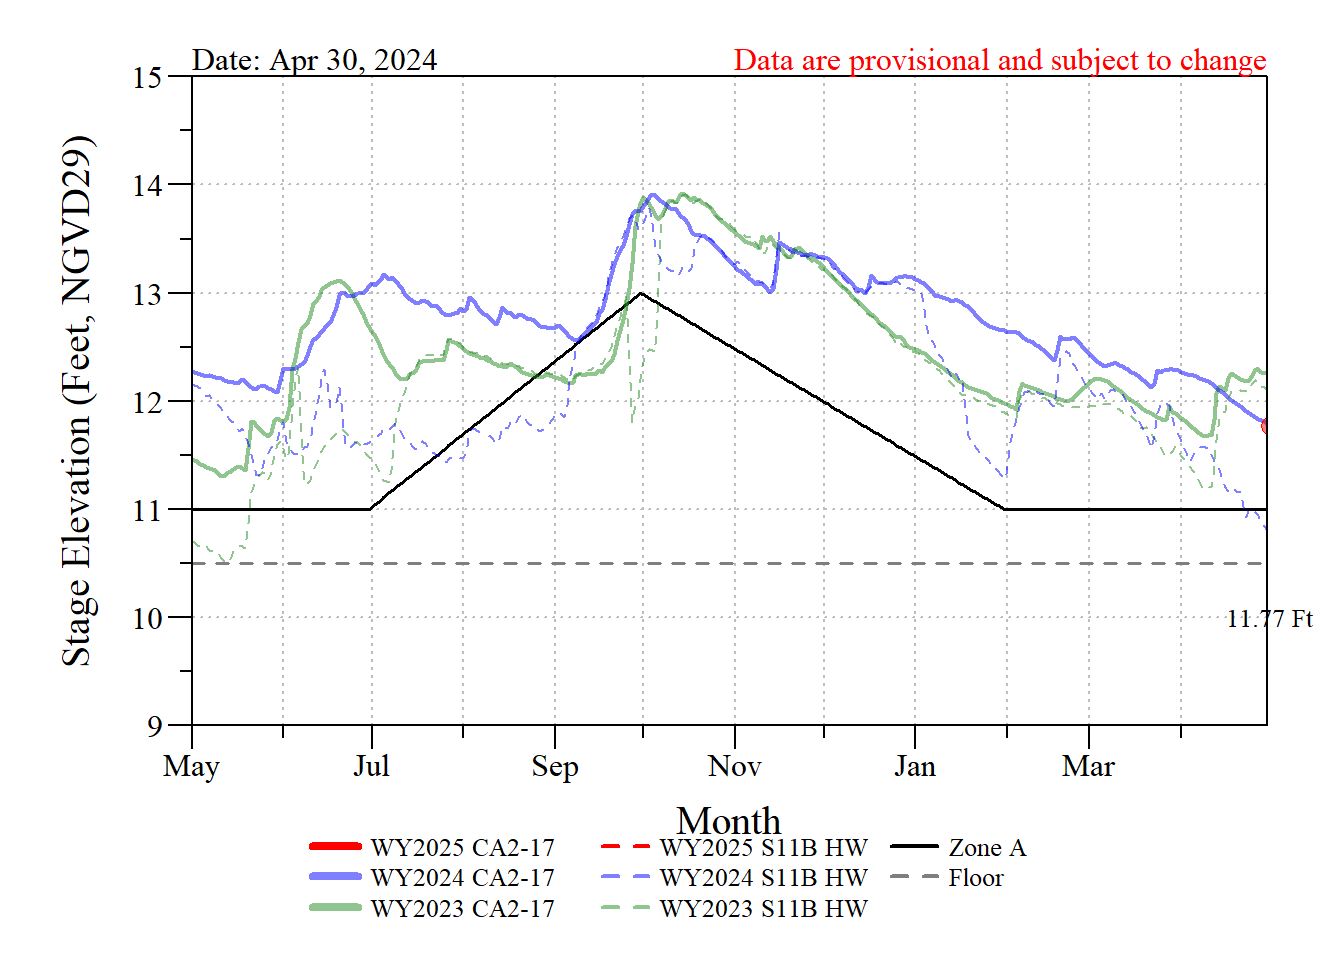 Date: Apr 30, 2024
Data are provisional and subject to change
15
14
13
12
11
10
9
Stage Elevation (Feet, NGVD29)
11.77 Ft
May Jul Sep Nov Jan Mar
Month
WY2025 CA2-17 WY2025 S11B HW Zone A
WY2024 CA2-17 WY2024 S11B HW Floor
WY2023 CA2-17 WY2023 S11B HW